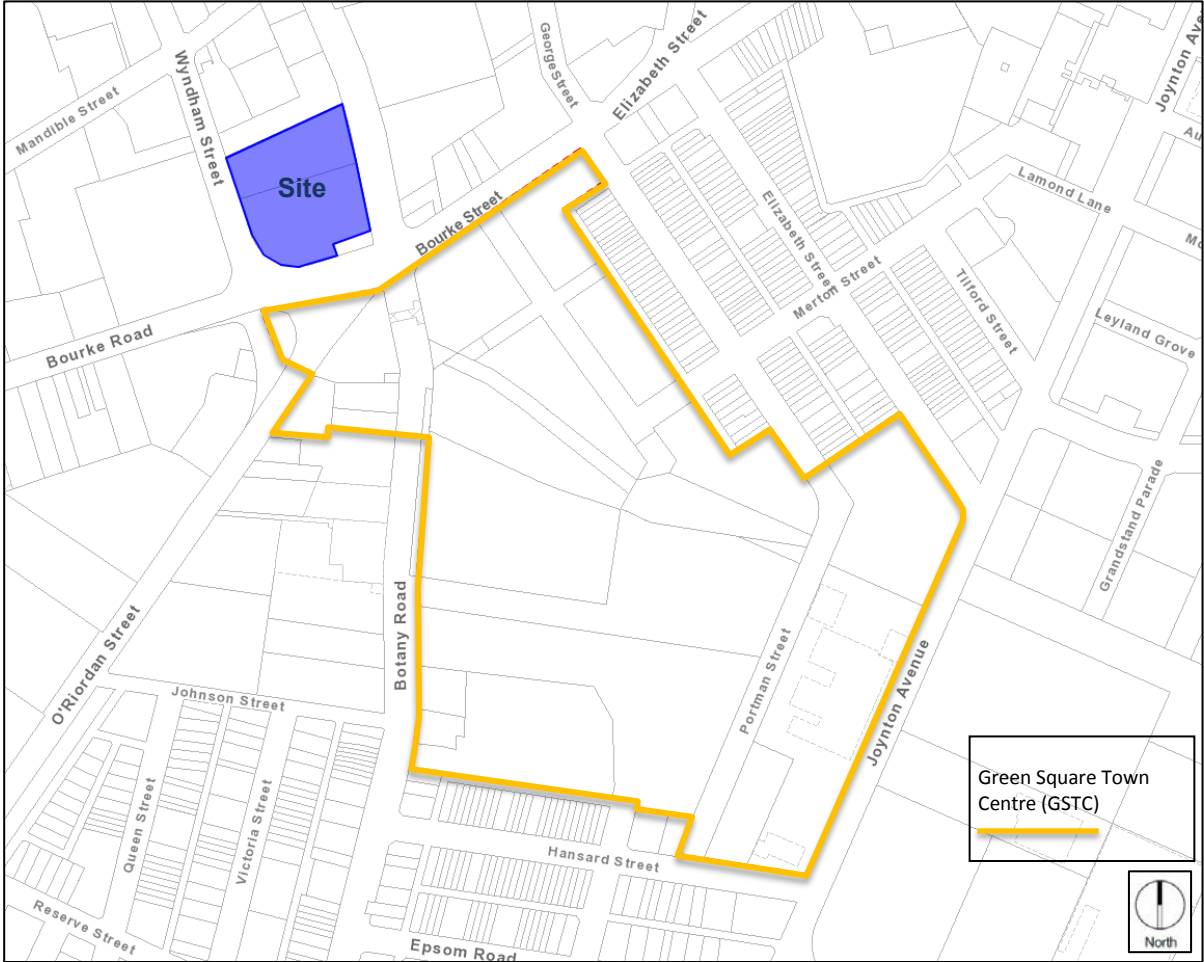 George Street
Elizabeth Street
Joynton Ave
Wyndham Street
Mandible Street
Site
Au
Lamond Lane
Bourke Street
Elizabeth Street
Merton Street
Tilford Street
Leyland Grove
Bourke Road
Grandstand Parade
O'Riordan Street
Botany Road
Johnson Street
Portman Street
Joynton Avenue
Green Square Town
Centre (GSTC)
Queen Street
Victoria Street
Hansard Street
Reserve Street
Epsom Road
North